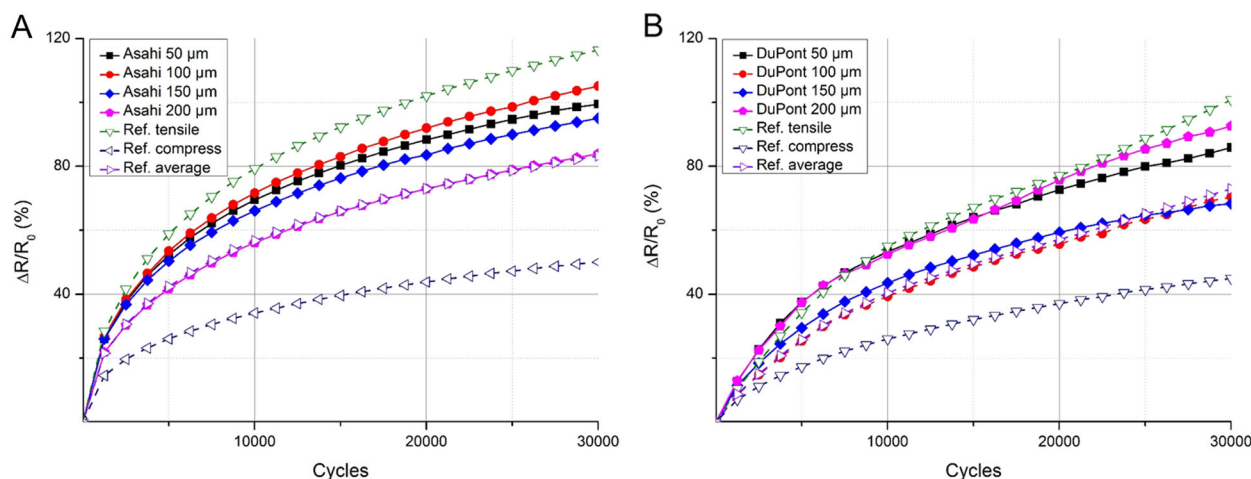 A
Asahi 50 μm
Asahi 100 μm
Asahi 150 μm
Asahi 200 μm
Ref. tensile
Ref. compress
Ref. average
120
80
40
ΔR/R0 (%)
10000
20000
30000
Cycles
B
DuPont 50 μm
DuPont 100 μm
DuPont 150 μm
DuPont 200 μm
Ref. tensile
Ref. compress
Ref. average
120
80
40
ΔR/R0 (%)
10000
20000
30000
Cycles